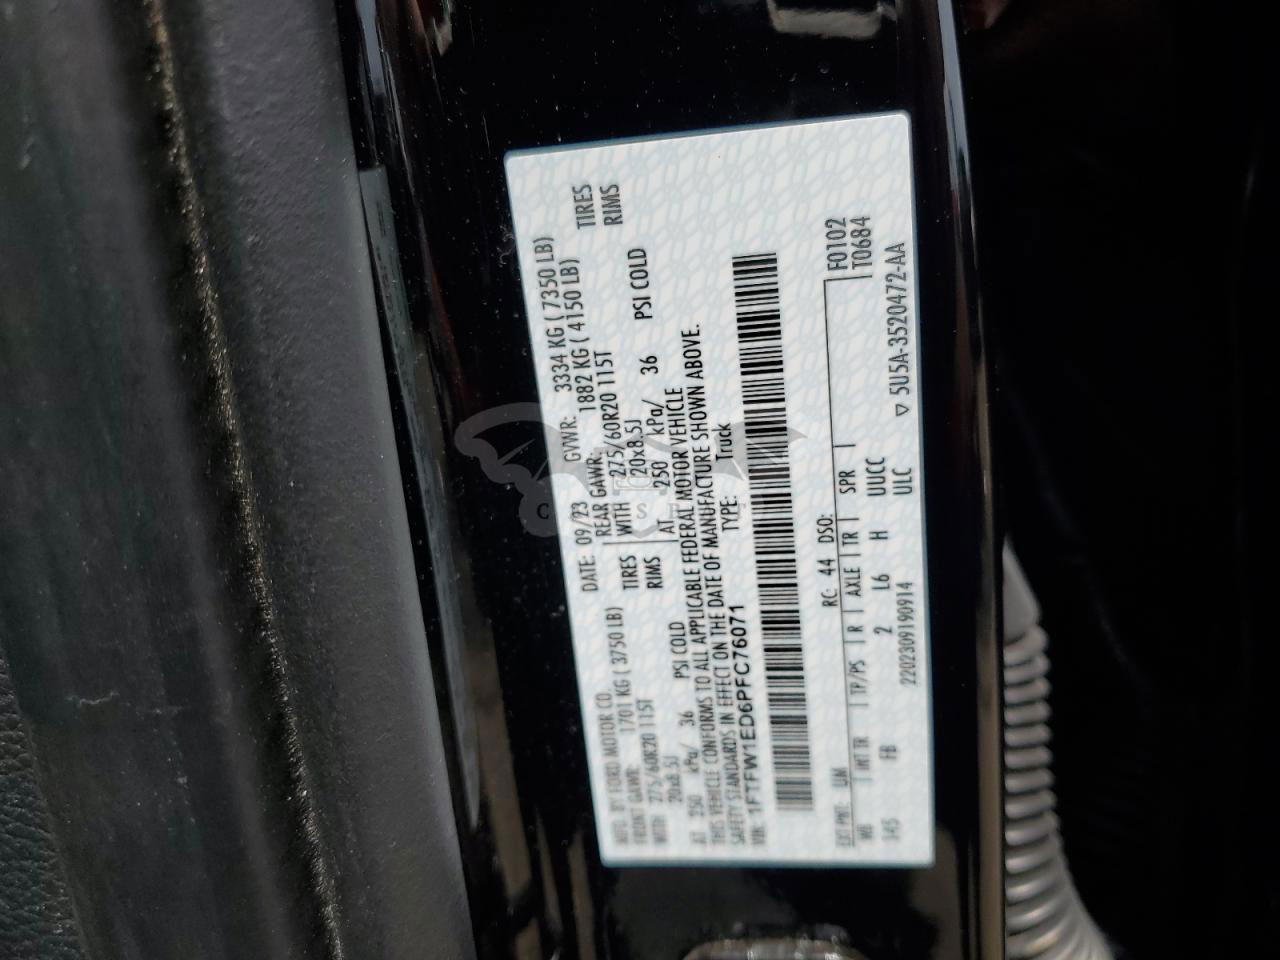 MFD. BY FORD MOTOR CO.
DATE: 09/23 GVWR: 3334 KG ( 7350 LB)
FRONT GAWR: 1701 KG ( 3750 LB)
REAR GAWR: 1882 KG ( 4150 LB)
WITH 275/60R20 115T TIRES
WITH 275/60R20 115T TIRES
20x8.5J RIMS
20x8.5J RIMS
AT 250 kPa/ 36 PSI COLD
AT 250 kPa/ 36 PSI COLD
THIS VEHICLE CONFORMS TO ALL APPLICABLE FEDERAL MOTOR VEHICLE
SAFETY STANDARDS IN EFFECT ON THE DATE OF MANUFACTURE SHOWN ABOVE.
VIN: 1FTFW1ED6PFC76071
TYPE: Truck
F0102
T0684
EXT PNT: UM RC: 44 DSO:
WB INT TR TP/PS R AXLE TR SPR
145 FB 2 L6 H UUCC
ULC
2202309190914
▽ 5U5A-3520472-AA